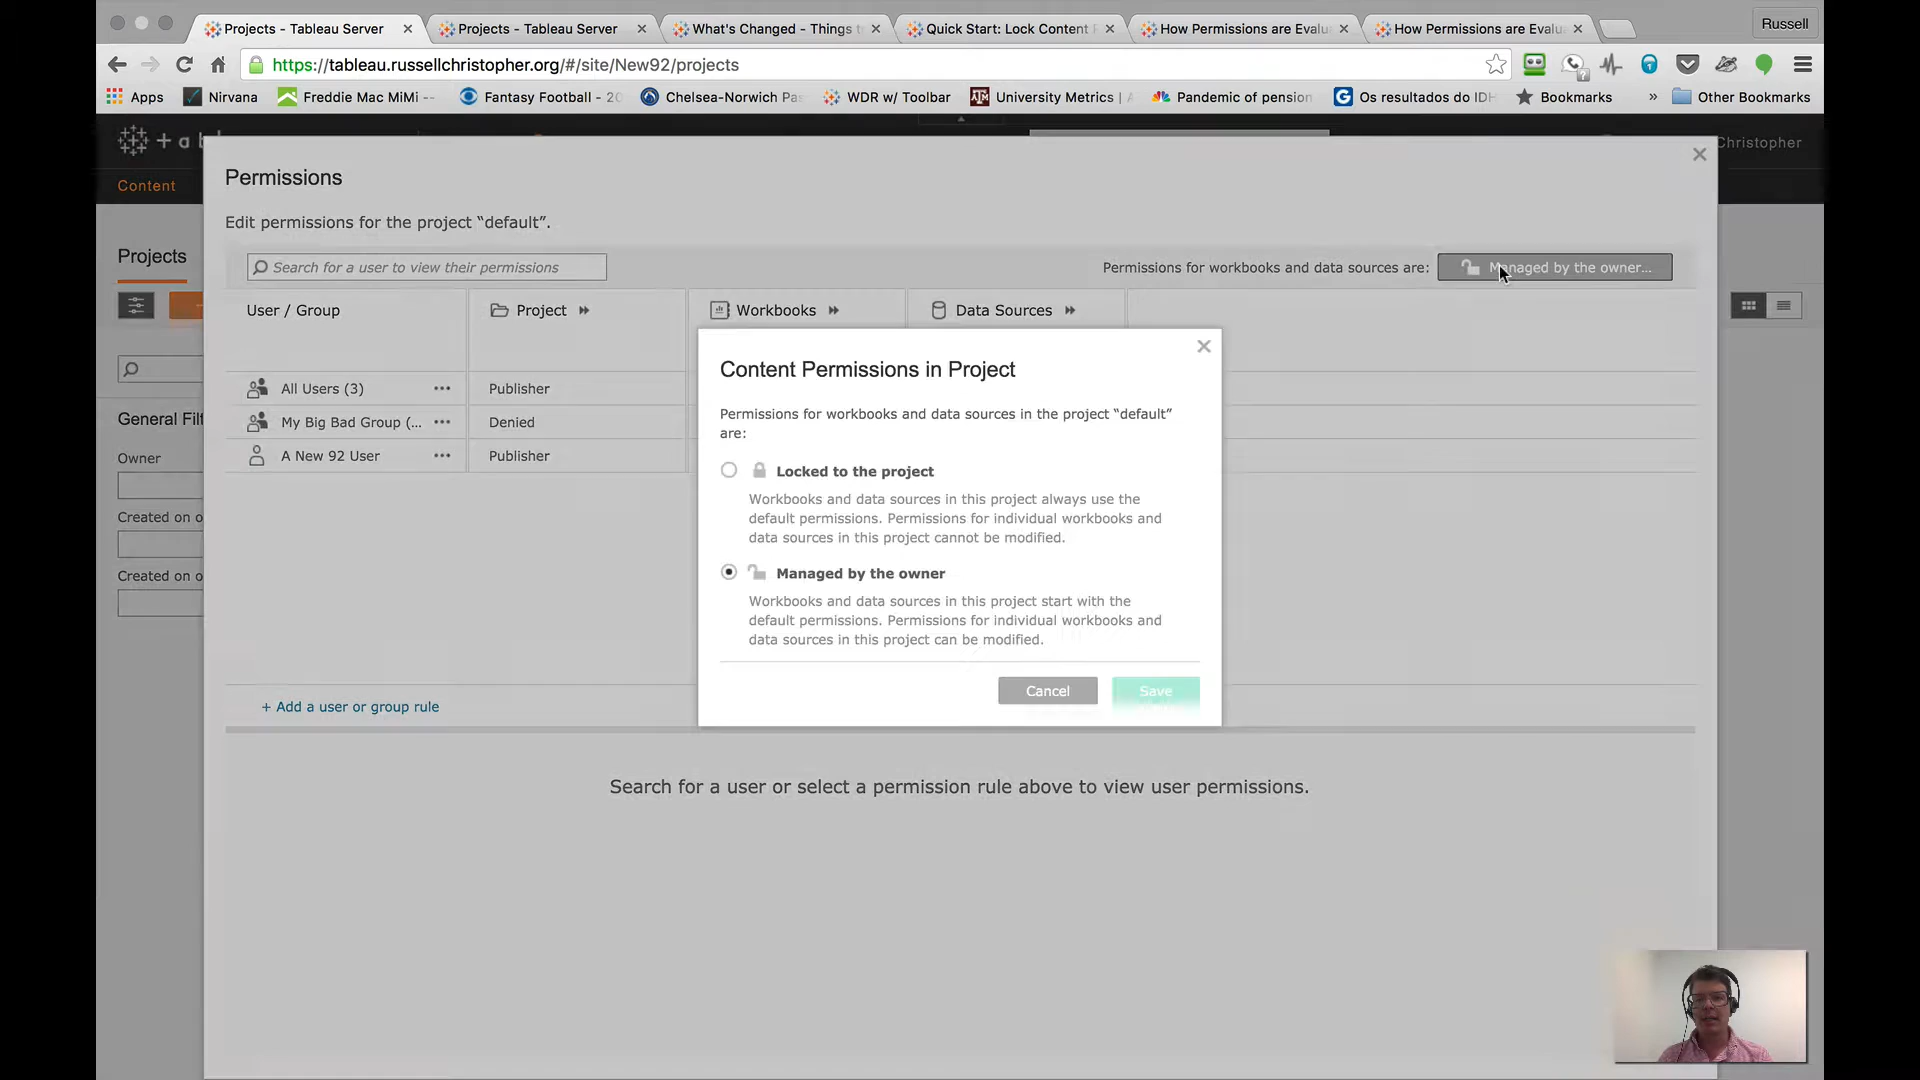 Projects - Tableau Server
Projects - Tableau Server
What's Changed - Things t
Quick Start: Lock Content P
How Permissions are Evalu
How Permissions are Evalu
Russell
https://tableau.russellchristopher.org/#/site/New92/projects
Apps
Nirvana
Freddie Mac MiMi --
Fantasy Football - 20
Chelsea-Norwich Pa
WDR w/ Toolbar
University Metrics |
Pandemic of pension
Os resultados do IDH
Bookmarks
»
Other Bookmarks
+ a b
Christopher
Content
Permissions
Edit permissions for the project “default”.
Projects
Search for a user to view their permissions
Permissions for workbooks and data sources are:
Managed by the owner...
User / Group
Project
Workbooks
Data Sources
All Users (3)
Publisher
My Big Bad Group (...
Denied
A New 92 User
Publisher
General Filt
Owner
Created on o
Created on o
Content Permissions in Project
Permissions for workbooks and data sources in the project “default”
are:
Locked to the project
Workbooks and data sources in this project always use the
default permissions. Permissions for individual workbooks and
data sources in this project cannot be modified.
Managed by the owner
Workbooks and data sources in this project start with the
default permissions. Permissions for individual workbooks and
data sources in this project can be modified.
Cancel
Save
+ Add a user or group rule
Search for a user or select a permission rule above to view user permissions.